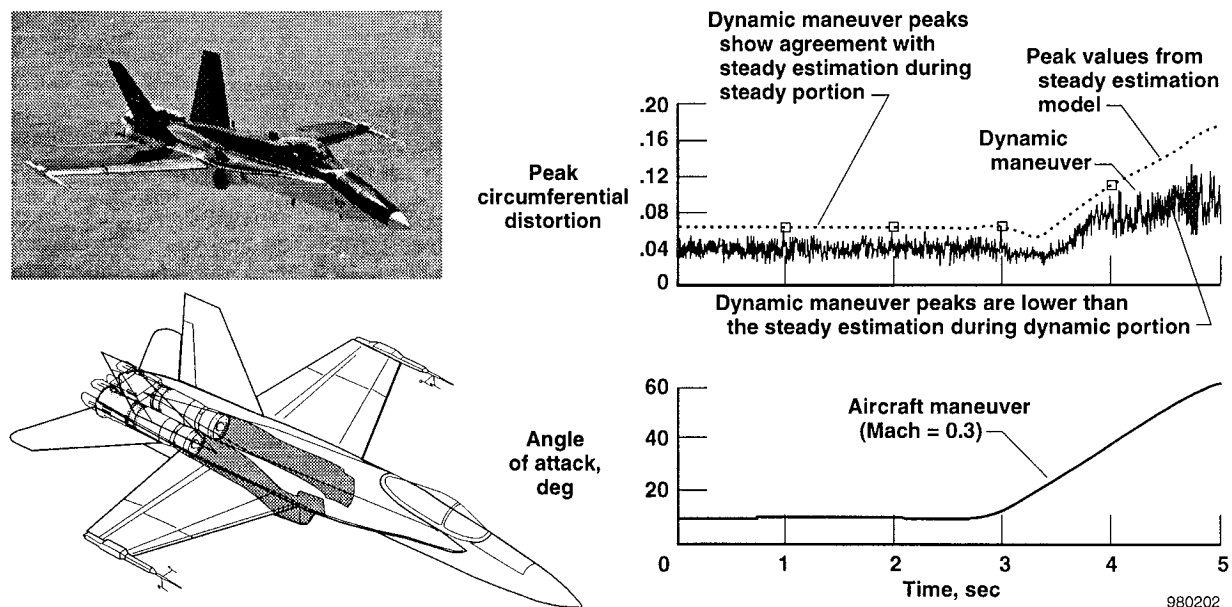 Dynamic maneuver peaks
show agreement with
steady estimation during
steady portion
Peak values from
steady estimation
model
Dynamic
maneuver
Peak
circumferential
distortion
.20
.16
.12
.08
.04
0
Dynamic maneuver peaks are lower than
the steady estimation during dynamic portion
Angle
of attack,
deg
60
40
20
Aircraft maneuver
(Mach = 0.3)
0 1 2 3 4 5
Time, sec
980202